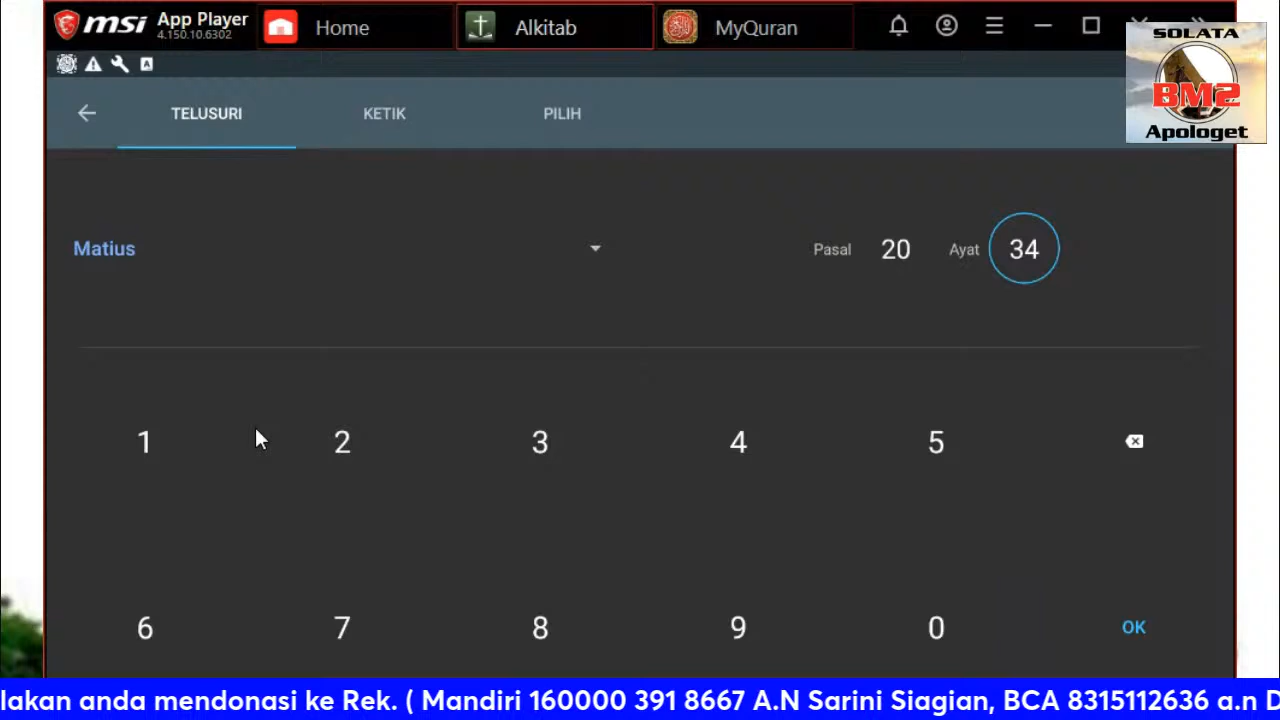 msi App Player
4.150.10.6302
Home
Alkitab
MyQuran
SOLATA
BM2
Apologet
TELUSURI
KETIK
PILIH
Matius
Pasal 20 Ayat 34
1 2 3 4 5
6 7 8 9 0 OK
lakan anda mendonasi ke Rek. ( Mandiri 160000 391 8667 A.N Sarini Siagian, BCA 8315112636 a.n D